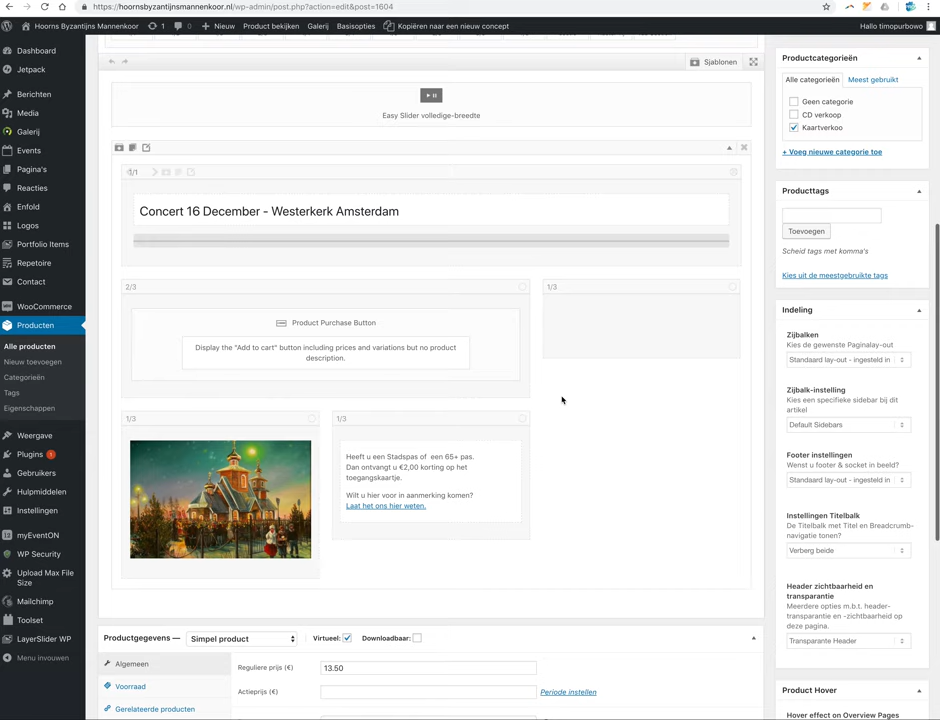 https://hoornsbyzantijnsmannenkoor.nl/wp-admin/post.php?action=edit&post=1604
Hoorns Byzantijns Mannenkoor
1
0
Nieuw
Product bekijken
Galerij
Basisopties
Kopiëren naar een nieuw concept
Hallo timopurbowo
Dashboard
Jetpack
Berichten
Media
Galerij
Events
Pagina's
Reacties
Enfold
Logos
Portfolio Items
Repetoire
Contact
WooCommerce
Producten
Alle producten
Nieuw toevoegen
Categorieën
Tags
Eigenschappen
Weergave
Plugins 1
Gebruikers
Hulpmiddelen
Instellingen
myEventON
WP Security
Upload Max File
Size
Mailchimp
Toolset
LayerSlider WP
Menu invouwen
Sjablonen
Easy Slider volledige-breedte
1/1
Concert 16 December - Westerkerk Amsterdam
2/3
1/3
Product Purchase Button
Display the "Add to cart" button including prices and variations but no product
description.
1/3
1/3
Heeft u een Stadspas of een 65+ pas.
Dan ontvangt u €2,00 korting op het
toegangskaartje.
Wilt u hier voor in aanmerking komen?
Laat het ons hier weten.
Productgegevens —
Simpel product
Virtueel:
Downloadbaar:
Algemeen
Voorraad
Gerelateerde producten
Reguliere prijs (€)
13.50
Actieprijs (€)
Periode instellen
Productcategorieën
Alle categorieën
Meest gebruikt
Geen categorie
CD verkoop
Kaartverkoo
+ Voeg nieuwe categorie toe
Producttags
Toevoegen
Scheid tags met komma's
Kies uit de meestgebruikte tags
Indeling
Zijbalken
Kies de gewenste Paginalay-out
Standaard lay-out - ingesteld in
Zijbalk-instelling
Kies een specifieke sidebar bij dit
artikel
Default Sidebars
Footer instellingen
Wenst u footer & socket in beeld?
Standaard lay-out - ingesteld in
Instellingen Titelbalk
De Titelbalk met Titel en Breadcrumb-
navigatie tonen?
Verberg beide
Header zichtbaarheid en
transparantie
Meerdere opties m.b.t. header-
transparantie en -zichtbaarheid op
deze pagina.
Transparante Header
Product Hover
Hover effect on Overview Pages